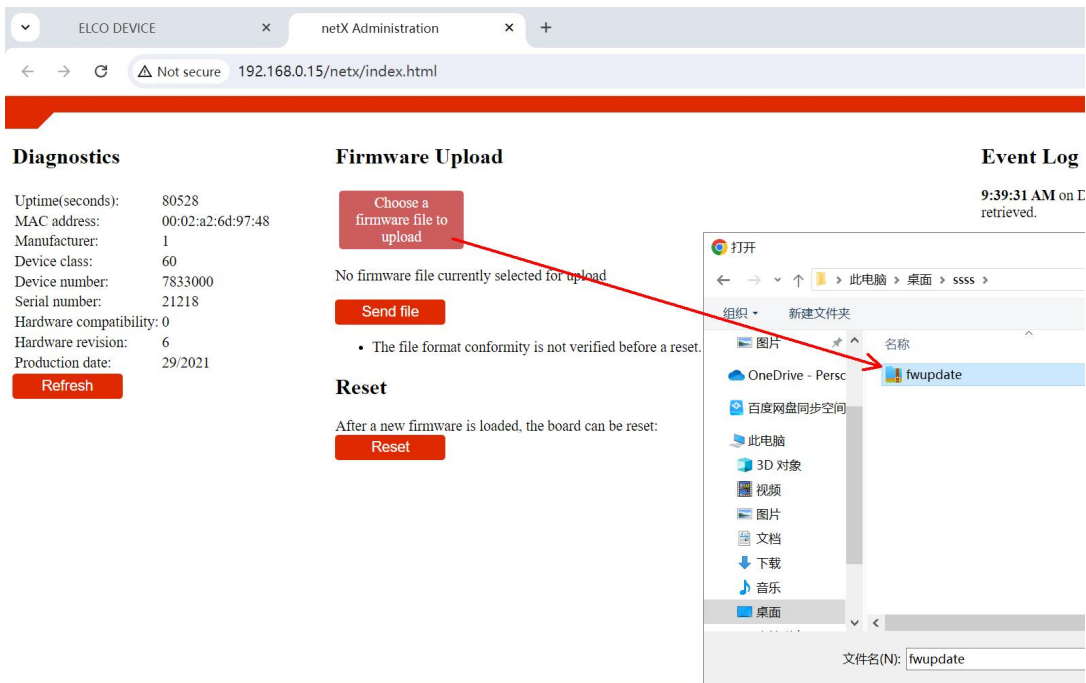 ELCO DEVICE
netX Administration
Not secure 192.168.0.15/netx/index.html
Diagnostics
Uptime(seconds): 80528
MAC address: 00:02:a2:6d:97:48
Manufacturer: 1
Device class: 60
Device number: 7833000
Serial number: 21218
Hardware compatibility: 0
Hardware revision: 6
Production date: 29/2021
Refresh
Firmware Upload
Choose a
firmware file to
upload
No firmware file currently selected for upload
Send file
• The file format conformity is not verified before a reset.
Reset
After a new firmware is loaded, the board can be reset:
Reset
Event Log
9:39:31 AM on D
retrieved.
打开
此电脑 › 桌面 › ssss ›
组织 新建文件夹
名称
图片
OneDrive - Persc
百度网盘同步空间
此电脑
3D 对象
视频
图片
文档
下载
音乐
桌面
fwupdate
文件名(N): fwupdate